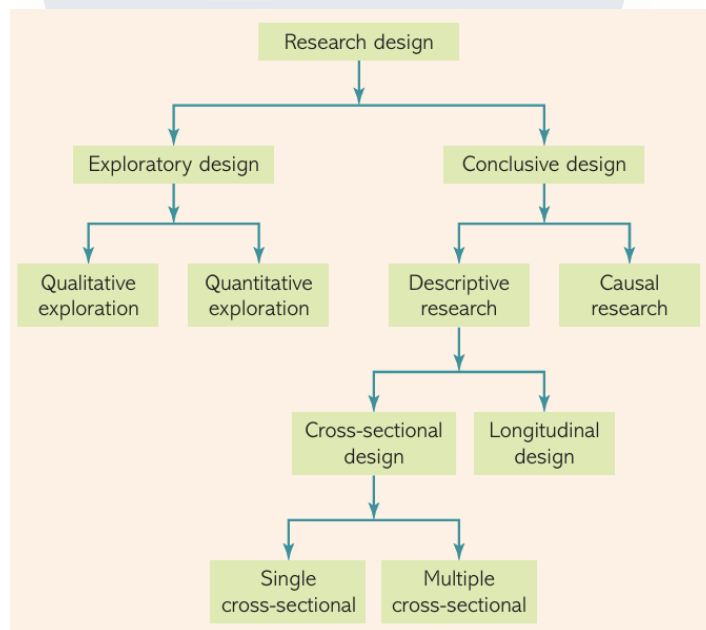 Research design
Exploratory design
Conclusive design
Qualitative
exploration
Quantitative
exploration
Descriptive
research
Causal
research
Cross-sectional
design
Longitudinal
design
Single
cross-sectional
Multiple
cross-sectional